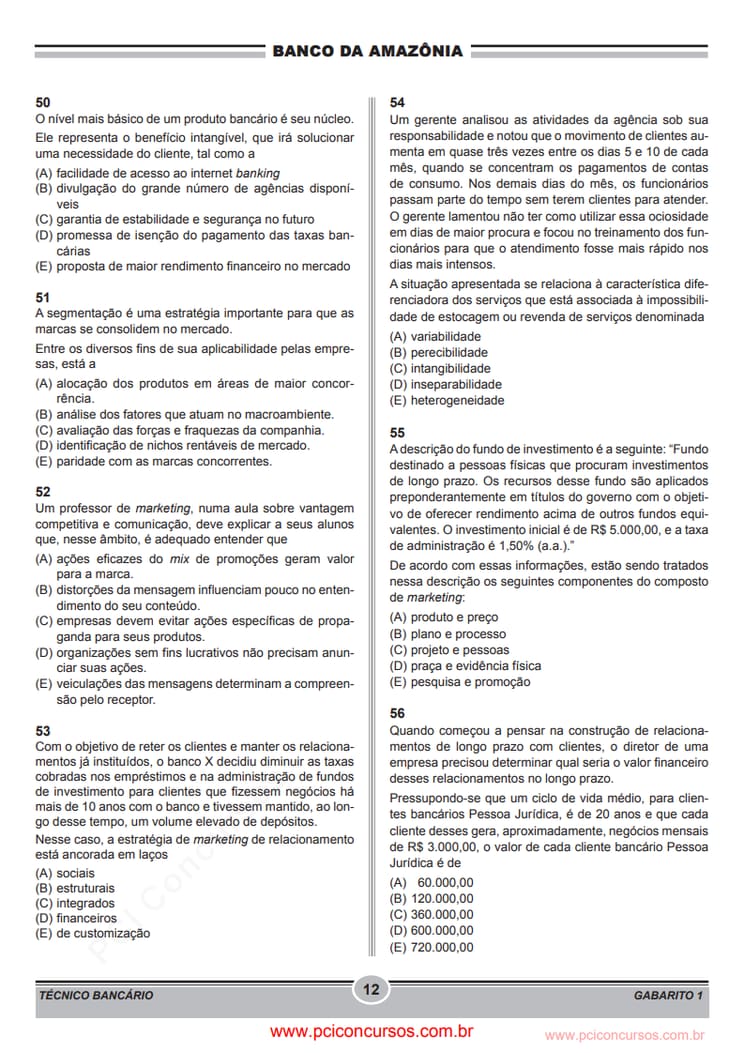 BANCO DA AMAZÔNIA
50
O nível mais básico de um produto bancário é seu núcleo.
Ele representa o benefício intangível, que irá solucionar
uma necessidade do cliente, tal como a
(A) facilidade de acesso ao internet banking
(B) divulgação do grande número de agências disponí-
veis
(C) garantia de estabilidade e segurança no futuro
(D) promessa de isenção do pagamento das taxas ban-
cárias
(E) proposta de maior rendimento financeiro no mercado
51
A segmentação é uma estratégia importante para que as
marcas se consolidem no mercado.
Entre os diversos fins de sua aplicabilidade pelas empre-
sas, está a
(A) alocação dos produtos em áreas de maior concor-
rência.
(B) análise dos fatores que atuam no macroambiente.
(C) avaliação das forças e fraquezas da companhia.
(D) identificação de nichos rentáveis de mercado.
(E) paridade com as marcas concorrentes.
52
Um professor de marketing, numa aula sobre vantagem
competitiva e comunicação, deve explicar a seus alunos
que, nesse âmbito, é adequado entender que
(A) ações eficazes do mix de promoções geram valor
para a marca.
(B) distorções da mensagem influenciam pouco no enten-
dimento do seu conteúdo.
(C) empresas devem evitar ações específicas de propa-
ganda para seus produtos.
(D) organizações sem fins lucrativos não precisam anun-
ciar suas ações.
(E) veiculações das mensagens determinam a compreen-
são pelo receptor.
53
Com o objetivo de reter os clientes e manter os relaciona-
mentos já instituídos, o banco X decidiu diminuir as taxas
cobradas nos empréstimos e na administração de fundos
de investimento para clientes que fizessem negócios há
mais de 10 anos com o banco e tivessem mantido, ao lon-
go desse tempo, um volume elevado de depósitos.
Nesse caso, a estratégia de marketing de relacionamento
está ancorada em laços
(A) sociais
(B) estruturais
(C) integrados
(D) financeiros
(E) de customização
54
Um gerente analisou as atividades da agência sob sua
responsabilidade e notou que o movimento de clientes au-
menta em quase três vezes entre os dias 5 e 10 de cada
mês, quando se concentram os pagamentos de contas
de consumo. Nos demais dias do mês, os funcionários
passam parte do tempo sem terem clientes para atender.
O gerente lamentou não ter como utilizar essa ociosidade
em dias de maior procura e focou no treinamento dos fun-
cionários para que o atendimento fosse mais rápido nos
dias mais intensos.
A situação apresentada se relaciona à característica dife-
renciadora dos serviços que está associada à impossibili-
dade de estocagem ou revenda de serviços denominada
(A) variabilidade
(B) perecibilidade
(C) intangibilidade
(D) inseparabilidade
(E) heterogeneidade
55
A descrição do fundo de investimento é a seguinte: “Fundo
destinado a pessoas físicas que procuram investimentos
de longo prazo. Os recursos desse fundo são aplicados
preponderantemente em títulos do governo com o objeti-
vo de oferecer rendimento acima de outros fundos equi-
valentes. O investimento inicial é de R$ 5.000,00, e a taxa
de administração é 1,50% (a.a.).”
De acordo com essas informações, estão sendo tratados
nessa descrição os seguintes componentes do composto
de marketing:
(A) produto e preço
(B) plano e processo
(C) projeto e pessoas
(D) praça e evidência física
(E) pesquisa e promoção
56
Quando começou a pensar na construção de relaciona-
mentos de longo prazo com clientes, o diretor de uma
empresa precisou determinar qual seria o valor financeiro
desses relacionamentos no longo prazo.
Pressupondo-se que um ciclo de vida médio, para clien-
tes bancários Pessoa Jurídica, é de 20 anos e que cada
cliente desses gera, aproximadamente, negócios mensais
de R$ 3.000,00, o valor de cada cliente bancário Pessoa
Jurídica é de
(A) 60.000,00
(B) 120.000,00
(C) 360.000,00
(D) 600.000,00
(E) 720.000,00
TÉCNICO BANCÁRIO
12
GABARITO 1
www.pciconcursos.com.br
www.pciconcursos.com.br